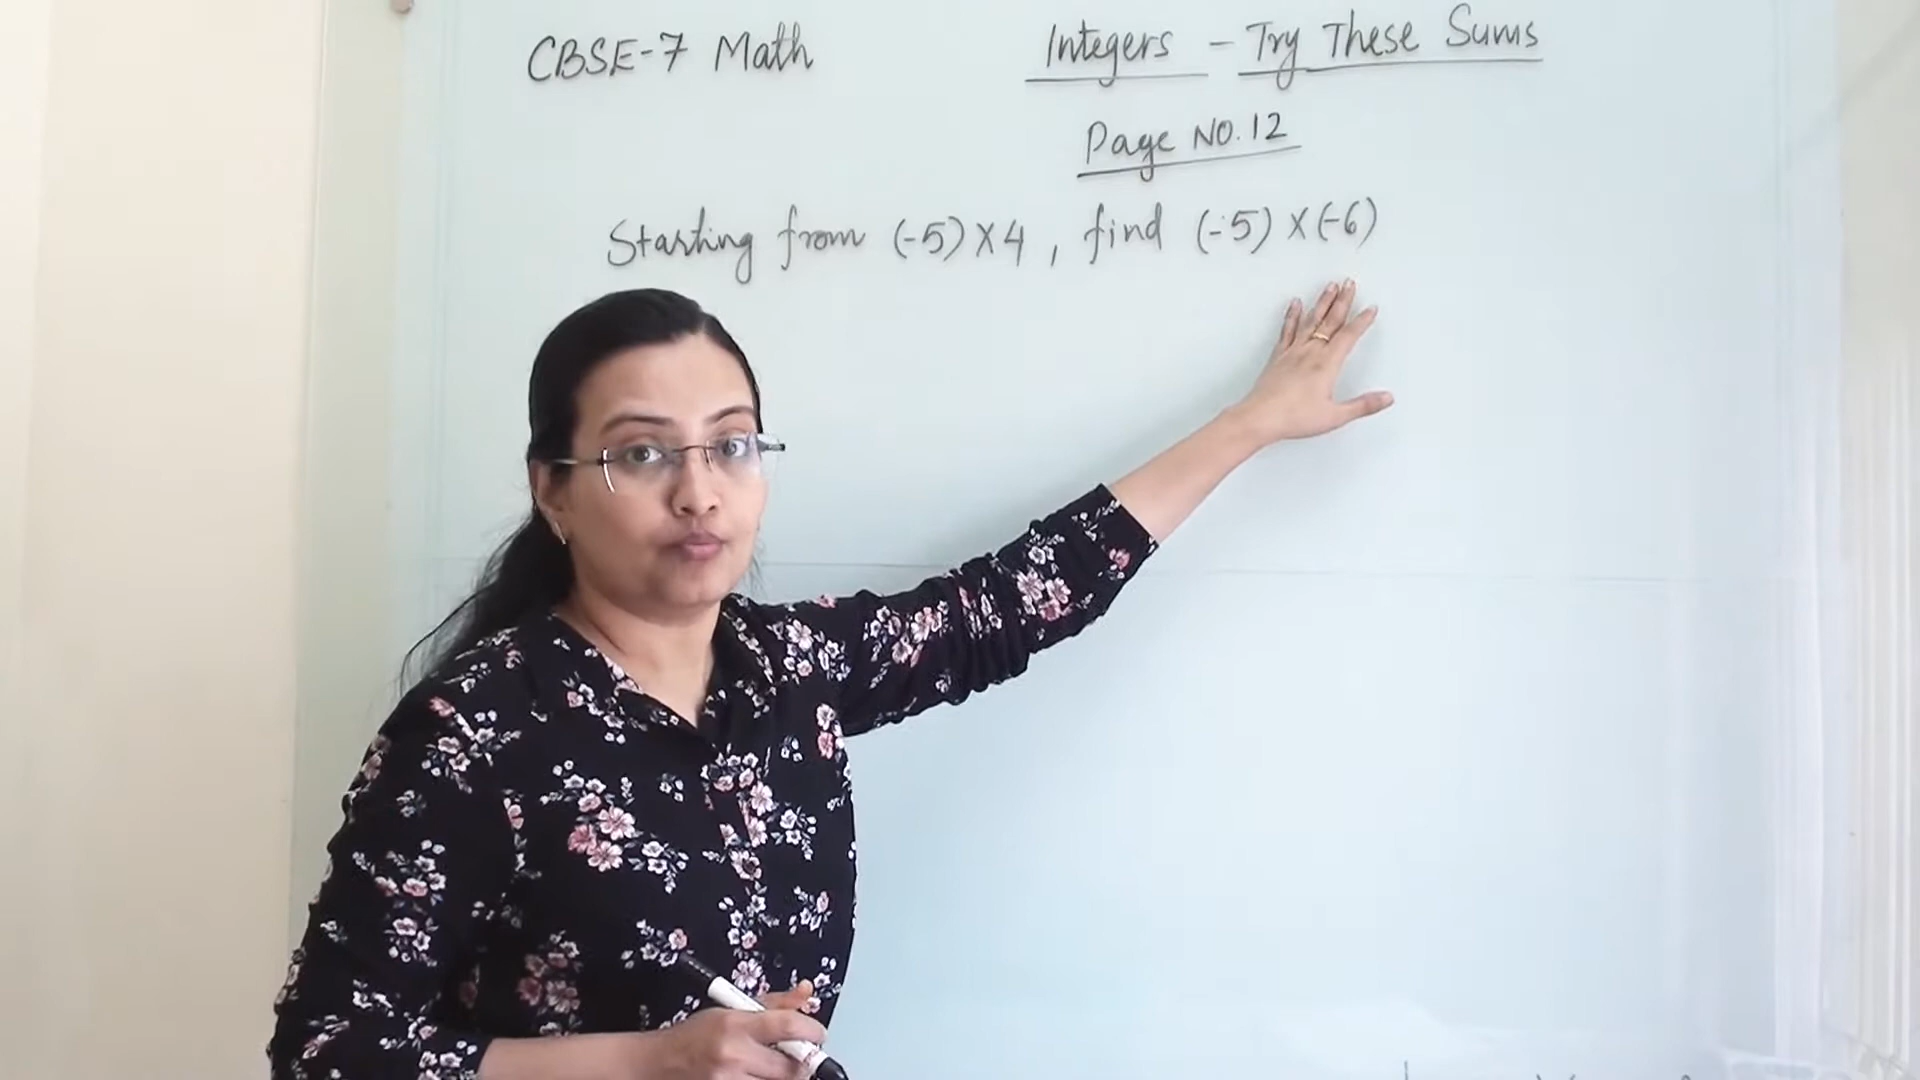 CBSE-7 Math
Integers - Try These Sums
Page NO.12
Starting from (-5)×4, find (-5)×(-6)